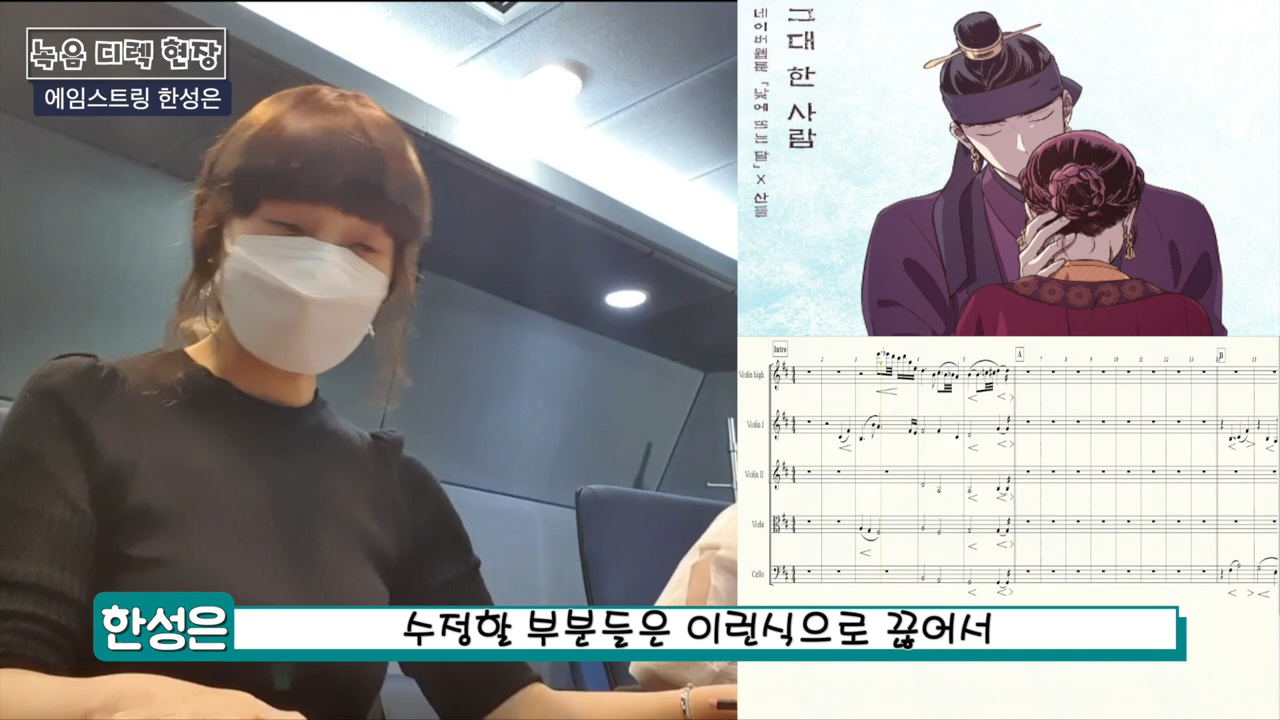 녹음 디렉 현장
에임스트링 한성은
그대 한 사람
네이버웹툰 『낮에 뜨는 달』 X 산들
Intro
A
B
Violin high
Violin I
Violin II
Viola
Cello
한성은
수정할 부분들은 이런식으로 끊어서